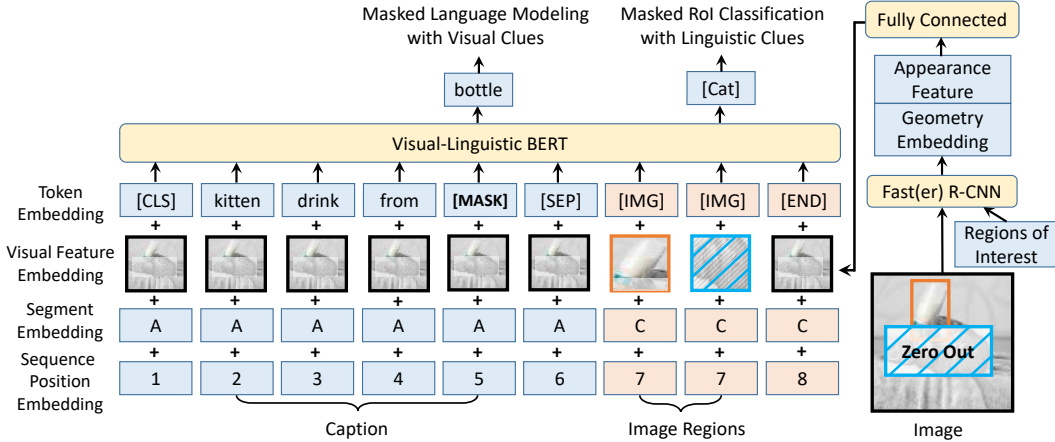 Masked Language Modeling
with Visual Clues
Masked RoI Classification
with Linguistic Clues
Fully Connected
bottle
[Cat]
Appearance
Feature
Geometry
Embedding
Visual-Linguistic BERT
Fast(er) R-CNN
Regions of
Interest
Token
Embedding
[CLS] kitten drink from [MASK] [SEP] [IMG] [IMG] [END]
+ + + + + + + + +
Visual Feature
Embedding
+ + + + + + + + +
Segment
Embedding
A A A A A A C C C
+ + + + + + + + +
Sequence
Position
Embedding
1 2 3 4 5 6 7 7 8
Zero Out
Caption
Image Regions
Image